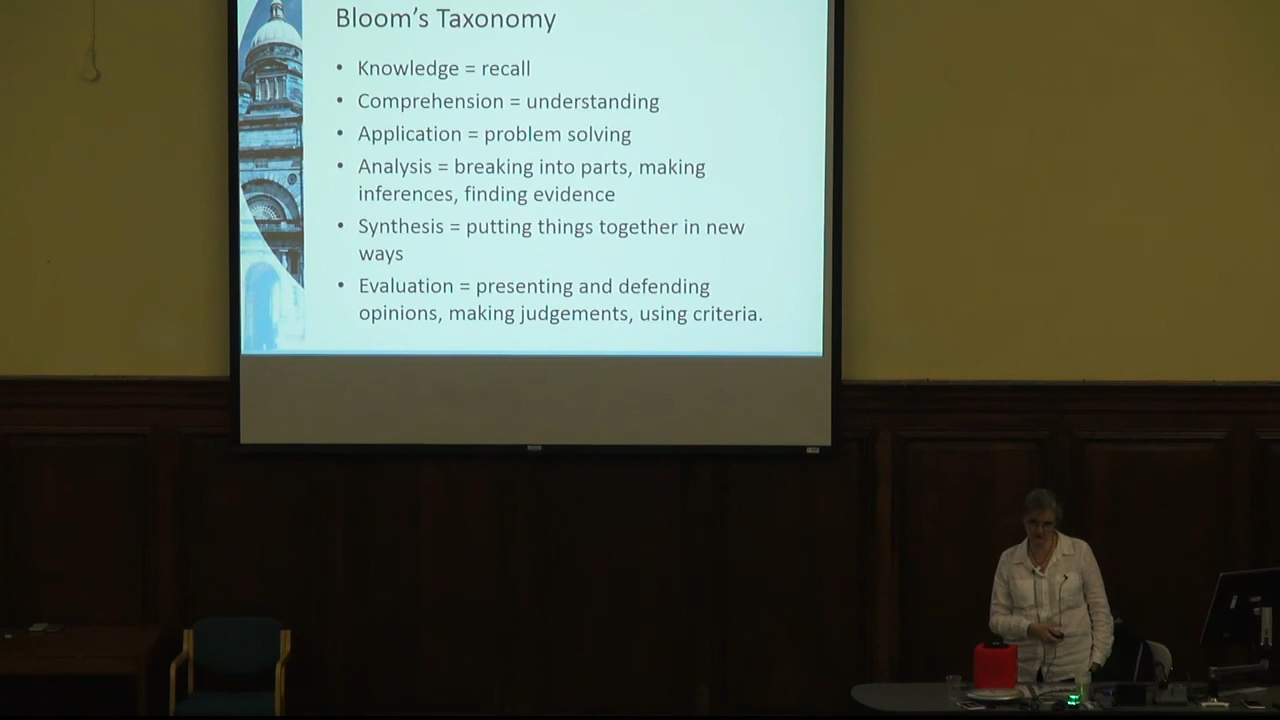 Bloom's Taxonomy
• Knowledge = recall
• Comprehension = understanding
• Application = problem solving
• Analysis = breaking into parts, making
inferences, finding evidence
• Synthesis = putting things together in new
ways
• Evaluation = presenting and defending
opinions, making judgements, using criteria.